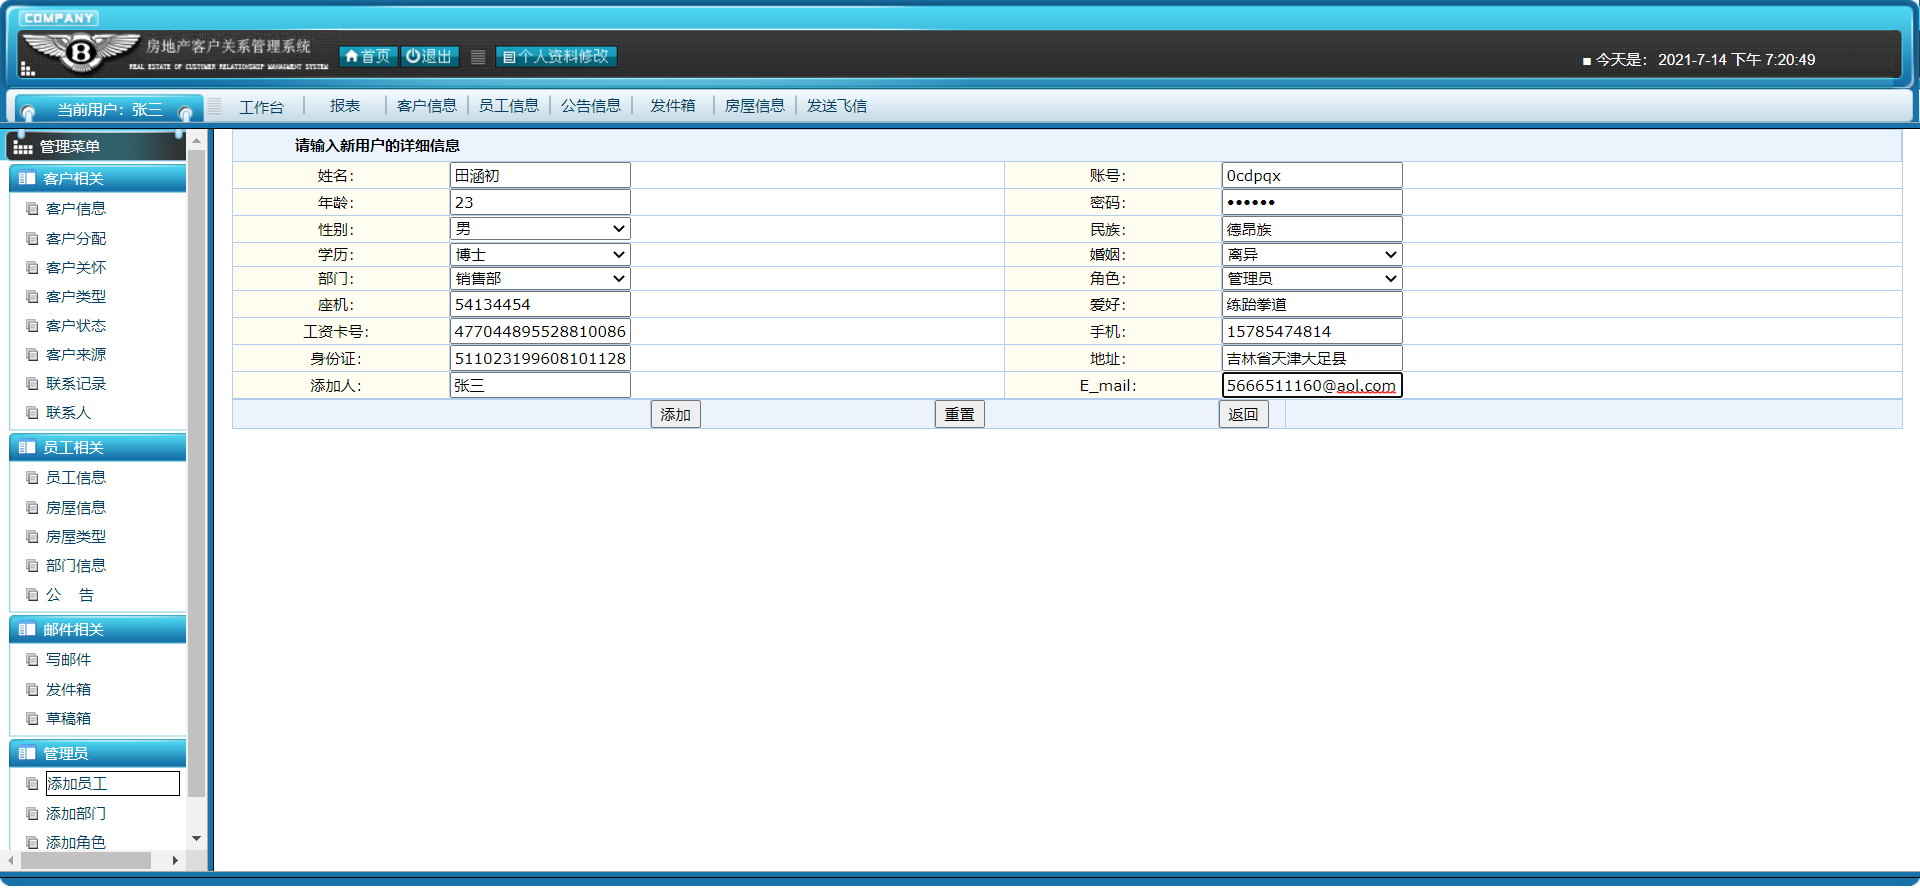 COMPANY
房地产客户关系管理系统
REAL ESTATE OF CUSTOMER RELATIONSHIP MANAGMENT SYSTEM
首页 退出 个人资料修改
■ 今天是： 2021-7-14 下午 7:20:49
当前用户：张三
工作台 报表 客户信息 员工信息 公告信息 发件箱 房屋信息 发送飞信
管理菜单
客户相关
客户信息
客户分配
客户关怀
客户类型
客户状态
客户来源
联系记录
联系人
员工相关
员工信息
房屋信息
房屋类型
部门信息
公 告
邮件相关
写邮件
发件箱
草稿箱
管理员
添加员工
添加部门
添加角色
请输入新用户的详细信息
姓名： 田涵初 账号： 0cdpqx
年龄： 23 密码： ••••••
性别： 男 民族： 德昂族
学历： 博士 婚姻： 离异
部门： 销售部 角色： 管理员
座机： 54134454 爱好： 练跆拳道
工资卡号： 477044895528810086 手机： 15785474814
身份证： 511023199608101128 地址： 吉林省天津大足县
添加人： 张三 E_mail： 5666511160@aol.com
添加 重置 返回